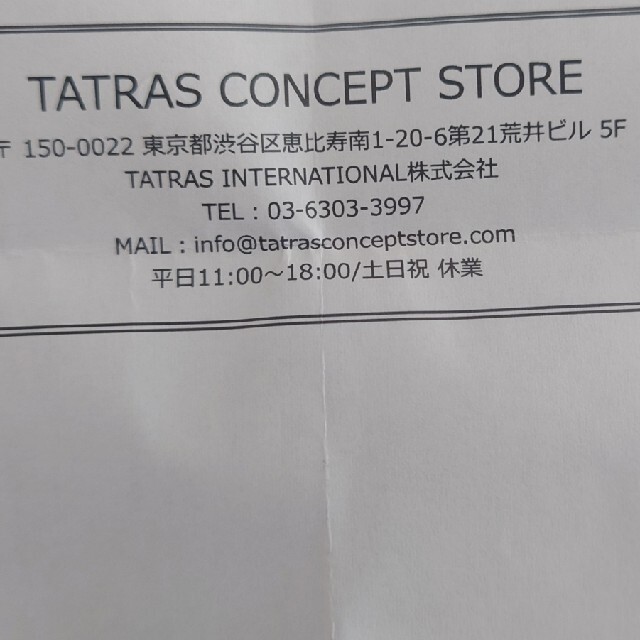 TATRAS CONCEPT STORE
〒 150-0022 東京都渋谷区恵比寿南1-20-6第21荒井ビル 5F
TATRAS INTERNATIONAL株式会社
TEL : 03-6303-3997
MAIL : info@tatrasconceptstore.com
平日11:00～18:00/土日祝 休業